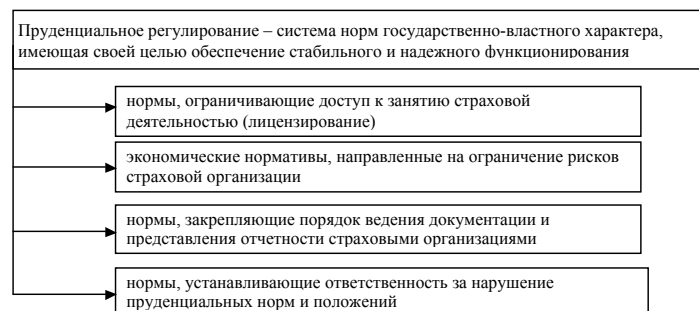 Пруденциальное регулирование – система норм государственно-властного характера,
имеющая своей целью обеспечение стабильного и надежного функционирования
нормы, ограничивающие доступ к занятию страховой
деятельностью (лицензирование)
экономические нормативы, направленные на ограничение рисков
страховой организации
нормы, закрепляющие порядок ведения документации и
представления отчетности страховыми организациями
нормы, устанавливающие ответственность за нарушение
пруденциальных норм и положений